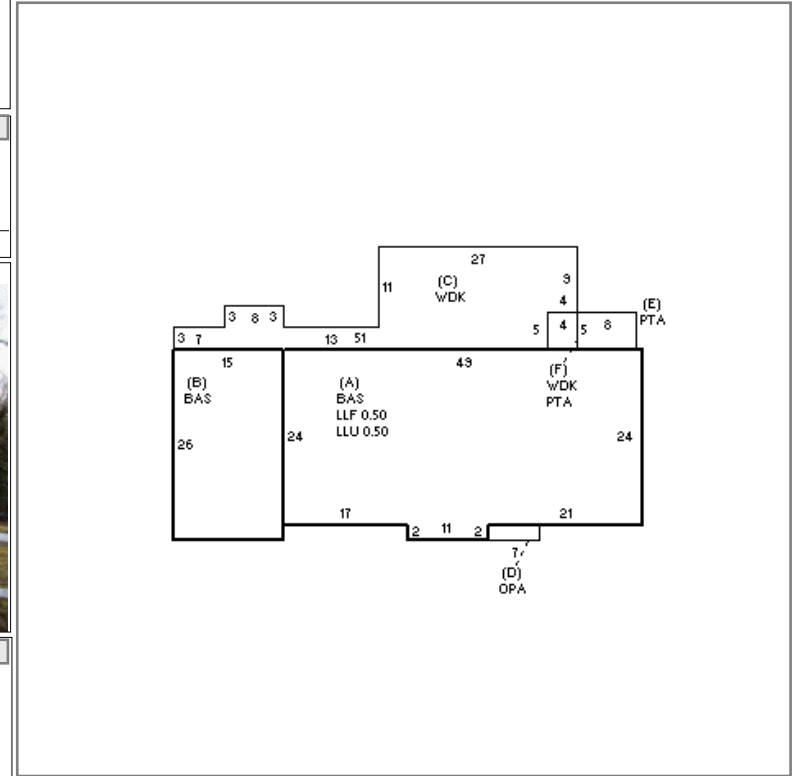 27
(C)
WDK
9
11
4
(E)
PTA
3 8 3
5 4 5 8
3 7
13 51
15
49
(F)
WDK
PTA
(B)
BAS
(A)
BAS
LLF 0.50
LLU 0.50
26
24
24
17
21
2 11 2
7
(D)
OPA